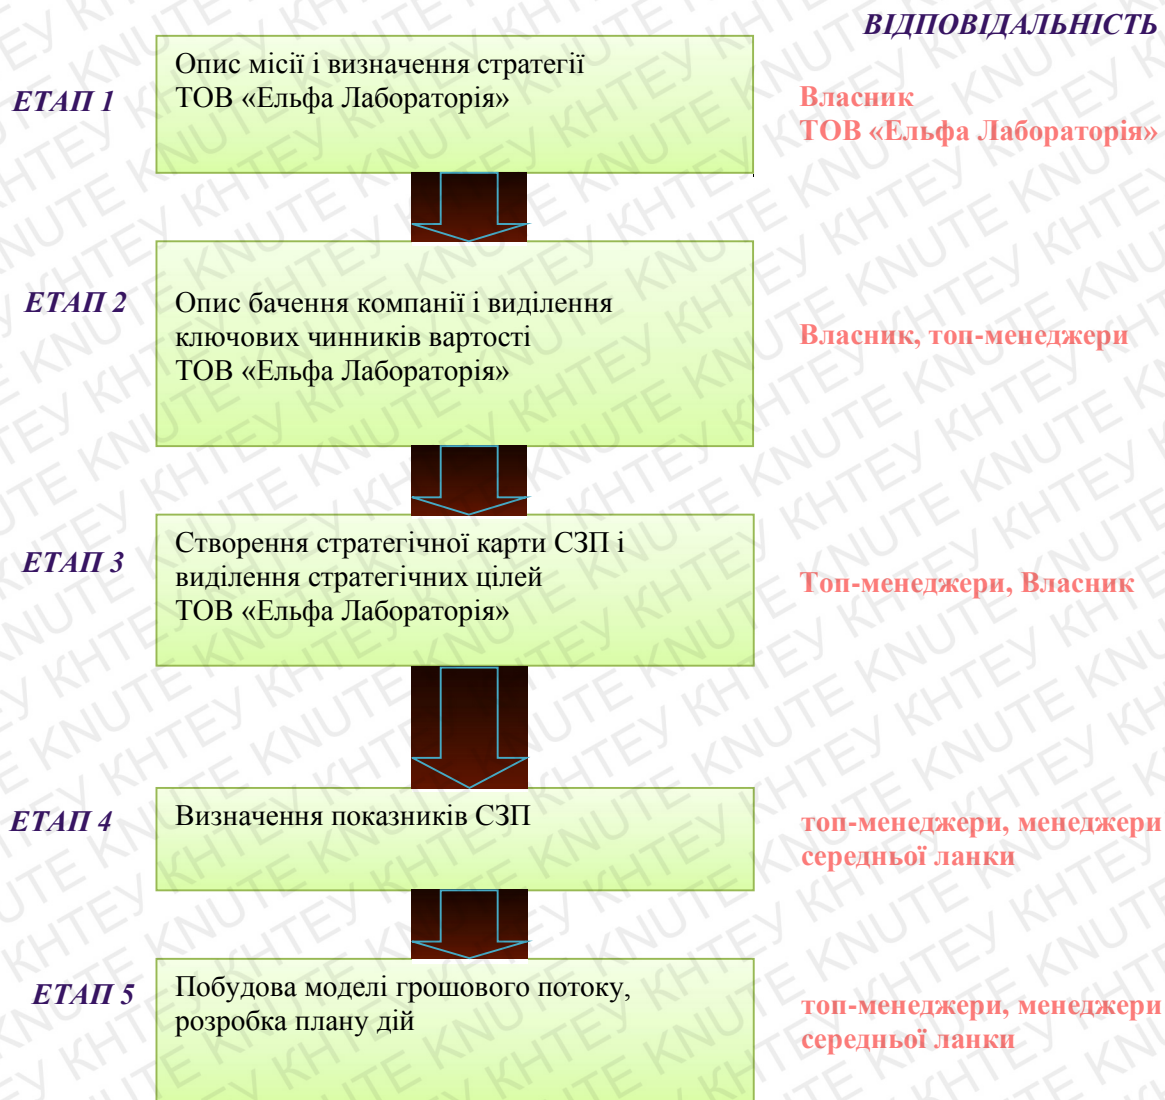 ВІДПОВІДАЛЬНІСТЬ
ЕТАП 1
Опис місії і визначення стратегії
ТОВ «Ельфа Лабораторія»
Власник
ТОВ «Ельфа Лабораторія»
ЕТАП 2
Опис бачення компанії і виділення
ключових чинників вартості
ТОВ «Ельфа Лабораторія»
Власник, топ-менеджери
ЕТАП 3
Створення стратегічної карти СЗП і
виділення стратегічних цілей
ТОВ «Ельфа Лабораторія»
Топ-менеджери, Власник
ЕТАП 4
Визначення показників СЗП
топ-менеджери, менеджери
середньої ланки
ЕТАП 5
Побудова моделі грошового потоку,
розробка плану дій
топ-менеджери, менеджери
середньої ланки